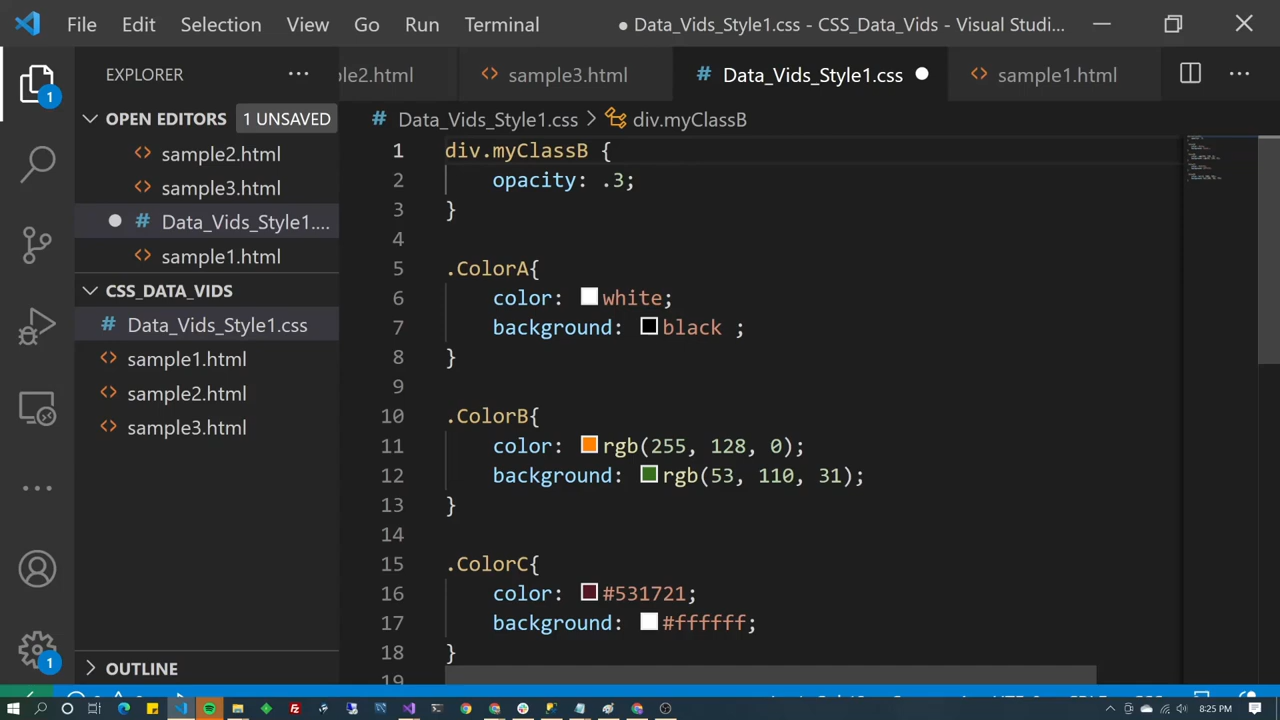 File Edit Selection View Go Run Terminal ● Data_Vids_Style1.css - CSS_Data_Vids - Visual Studi...
EXPLORER
ple2.html sample3.html # Data_Vids_Style1.css sample1.html
OPEN EDITORS 1 UNSAVED
sample2.html
sample3.html
# Data_Vids_Style1....
sample1.html
CSS_DATA_VIDS
# Data_Vids_Style1.css
sample1.html
sample2.html
sample3.html
OUTLINE
1
1
# Data_Vids_Style1.css > div.myClassB
1 div.myClassB {
2 opacity: .3;
3 }
4
5 .ColorA{
6 color: white;
7 background: black ;
8 }
9
10 .ColorB{
11 color: rgb(255, 128, 0);
12 background: rgb(53, 110, 31);
13 }
14
15 .ColorC{
16 color: #531721;
17 background: #ffffff;
18 }
19
8:25 PM